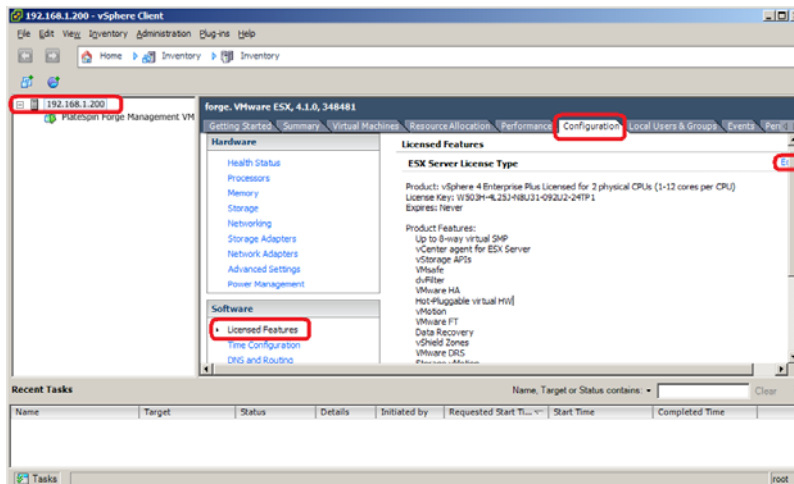 192.168.1.200 - vSphere Client
File Edit View Inventory Administration Plug-ins Help
Home Inventory Inventory
192.168.1.200
PlateSpin Forge Management VM
forge. VMware ESX, 4.1.0, 348481
Getting Started Summary Virtual Machines Resource Allocation Performance Configuration Local Users & Groups Events
Hardware
Health Status
Processors
Memory
Storage
Networking
Storage Adapters
Network Adapters
Advanced Settings
Power Management
Software
Licensed Features
Time Configuration
DNS and Routing
Licensed Features
ESX Server License Type
Product: vSphere 4 Enterprise Plus Licensed for 2 physical CPUs (1-12 cores per CPU)
License Key:
Expires: Never
Product Features:
Up to 8-way virtual SMP
vCenter agent for ESX Server
vStorage APIs
VMsafe
dvFilter
VMware HA
Hot-Pluggable virtual HW
vMotion
VMware FT
Data Recovery
vShield Zones
VMware DRS
Storage vMotion
Recent Tasks
Name, Target or Status contains: Clear
Name Target Status Details Initiated by Requested Start Ti... Start Time Completed Time
Tasks root